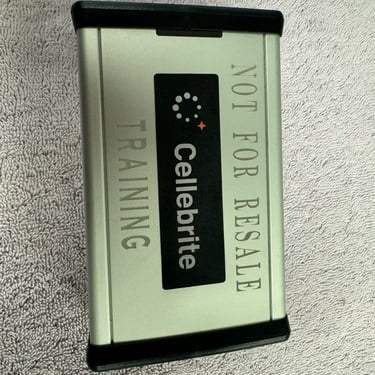 NOT FOR RESALE
Cellebrite
TRAINING